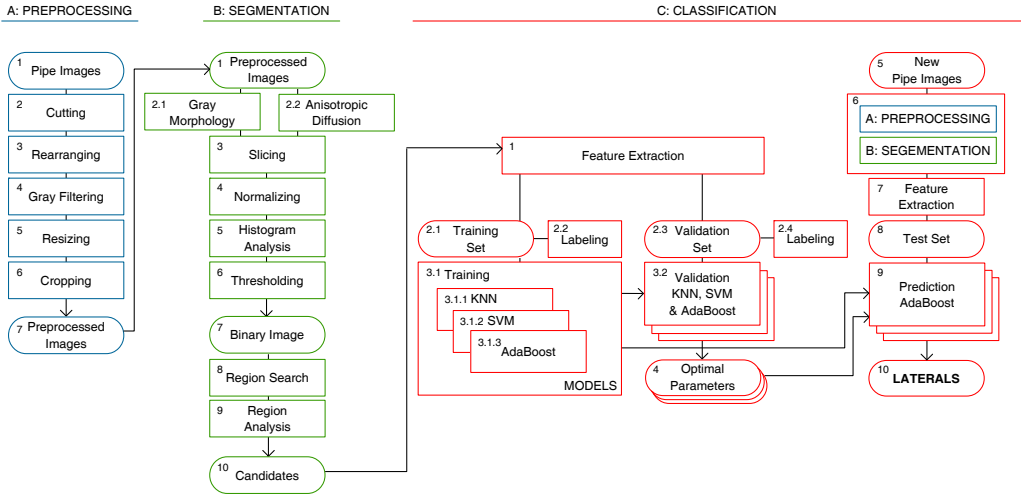 A: PREPROCESSING
1
Pipe Images
2
Cutting
3
Rearranging
4
Gray Filtering
5
Resizing
6
Cropping
7
Preprocessed
Images
B: SEGMENTATION
1
Preprocessed
Images
2.1
Gray
Morphology
2.2
Anisotropic
Diffusion
3
Slicing
4
Normalizing
5
Histogram
Analysis
6
Thresholding
7
Binary Image
8
Region Search
9
Region
Analysis
10
Candidates
C: CLASSIFICATION
1
Feature Extraction
2.1
Training
Set
2.2
Labeling
2.3
Validation
Set
2.4
Labeling
3.1
Training
3.1.1 KNN
3.1.2 SVM
3.1.3
AdaBoost
MODELS
3.2
Validation
KNN, SVM
& AdaBoost
4
Optimal
Parameters
5
New
Pipe Images
6
A: PREPROCESSING
B: SEGEMENTATION
7
Feature
Extraction
8
Test Set
9
Prediction
AdaBoost
10
LATERALS